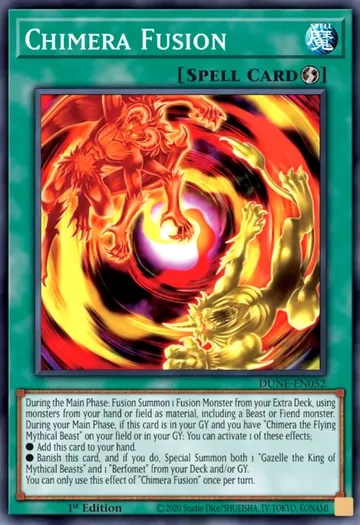 Chimera Fusion
SPELL
魔
[Spell Card]
DUNE-EN052
During the Main Phase: Fusion Summon 1 Fusion Monster from your Extra Deck, using
monsters from your hand or field as material, including a Beast or Fiend monster.
During your Main Phase, if this card is in your GY and you have "Chimera the
Flying Mythical Beast" on your field or in your GY: You can activate 1 of these effects;
● Add this card to your hand.
● Banish this card, and if you do, Special Summon both 1 "Gazelle the King of
Mythical Beasts" and 1 "Berfomet" from your Deck and/or GY.
You can only use this effect of "Chimera Fusion" once per turn.
1st Edition
©2020 Studio Dice/SHUEISHA, TV TOKYO, KONAMI